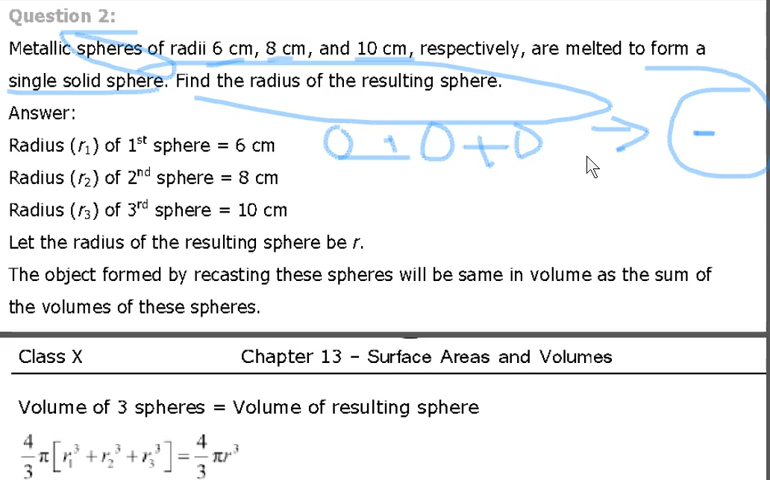 Question 2:
Metallic spheres of radii 6 cm, 8 cm, and 10 cm, respectively, are melted to form a
single solid sphere. Find the radius of the resulting sphere.
Answer:
Radius (r₁) of 1ˢᵗ sphere = 6 cm
Radius (r₂) of 2ⁿᵈ sphere = 8 cm
Radius (r₃) of 3ʳᵈ sphere = 10 cm
Let the radius of the resulting sphere be r.
The object formed by recasting these spheres will be same in volume as the sum of
the volumes of these spheres.
Class X Chapter 13 – Surface Areas and Volumes
Volume of 3 spheres = Volume of resulting sphere
4/3 π[r₁³ + r₂³ + r₃³] = 4/3 πr³